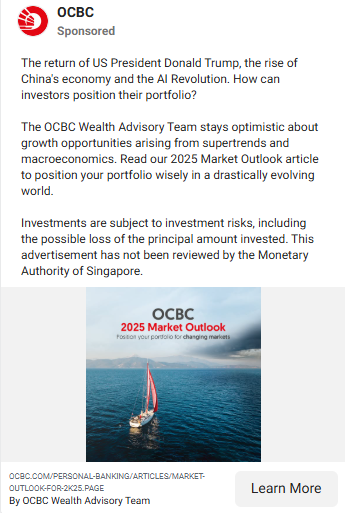 OCBC
Sponsored
The return of US President Donald Trump, the rise of
China's economy and the AI Revolution. How can
investors position their portfolio?
The OCBC Wealth Advisory Team stays optimistic about
growth opportunities arising from supertrends and
macroeconomics. Read our 2025 Market Outlook article
to position your portfolio wisely in a drastically evolving
world.
Investments are subject to investment risks, including
the possible loss of the principal amount invested. This
advertisement has not been reviewed by the Monetary
Authority of Singapore.
OCBC
2025 Market Outlook
Position your portfolio for changing markets
OCBC.COM/PERSONAL-BANKING/ARTICLES/MARKET-
OUTLOOK-FOR-2K25.PAGE
By OCBC Wealth Advisory Team
Learn More